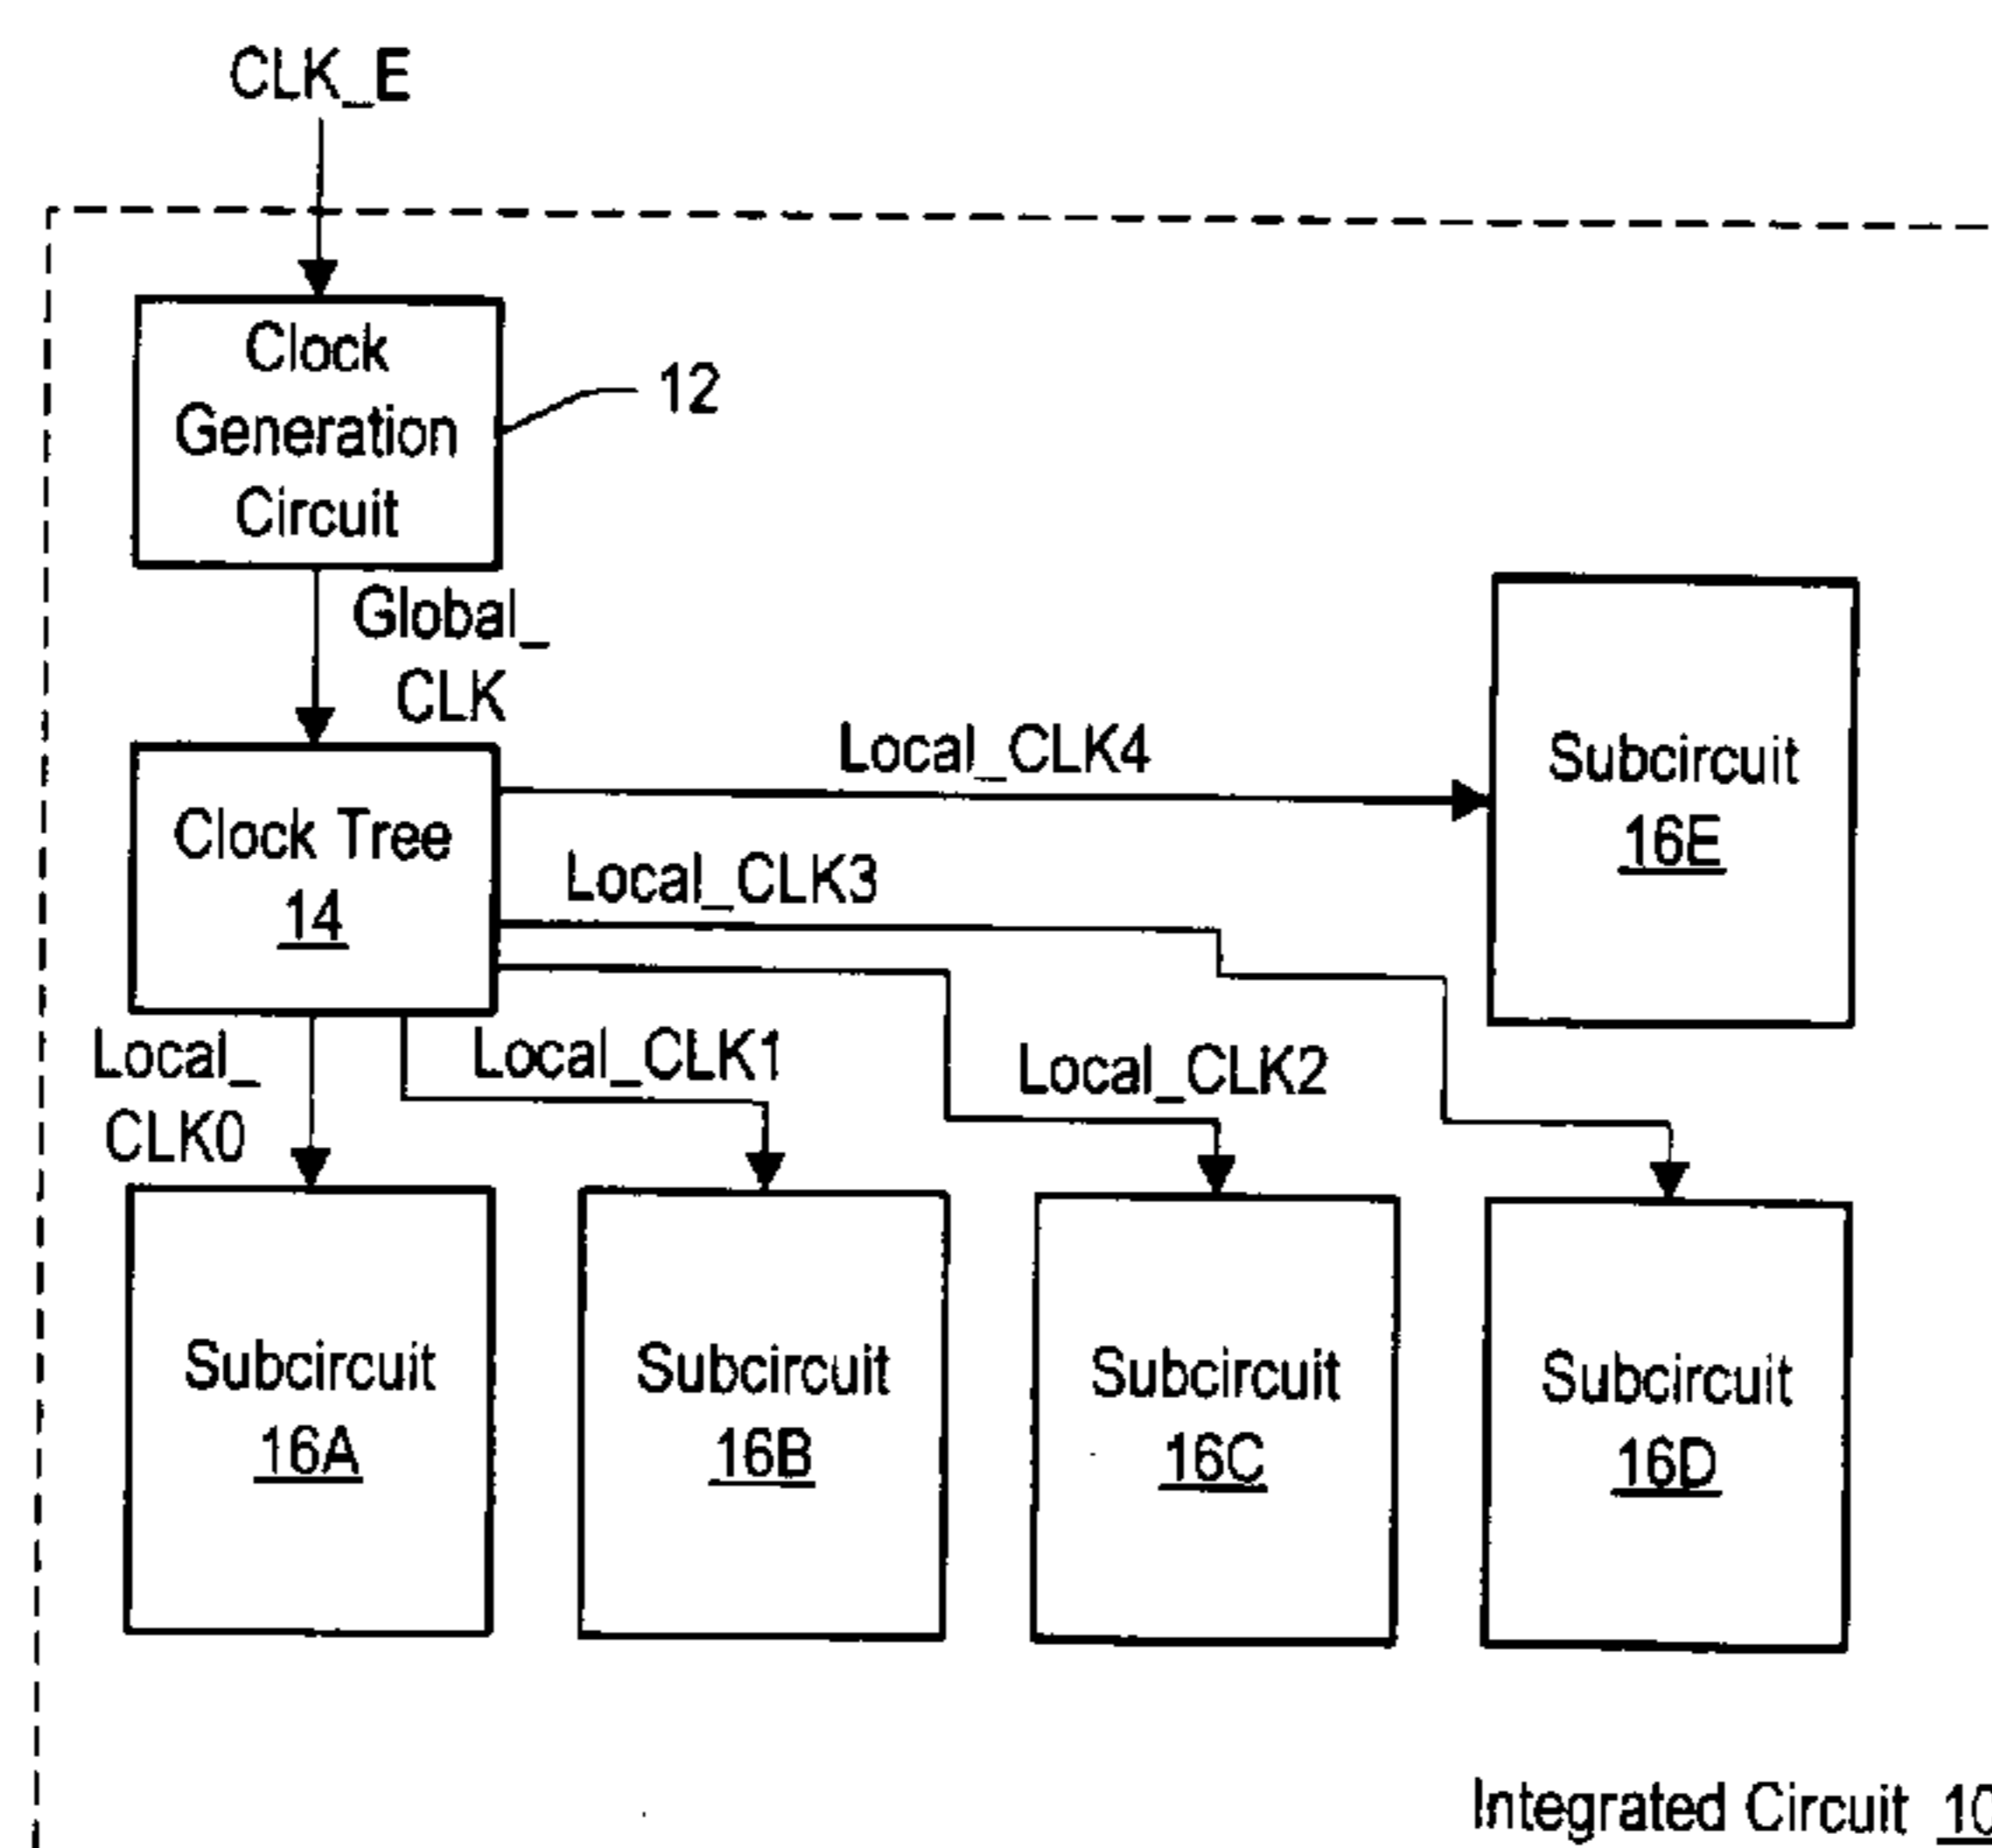 CLK_E
Clock
Generation
Circuit
12
Global_
CLK
Local_CLK4
Subcircuit
16E
Clock Tree
14
Local_CLK3
Local_
CLK0
Local_CLK1
Local_CLK2
Subcircuit
16A
Subcircuit
16B
Subcircuit
16C
Subcircuit
16D
Integrated Circuit 10